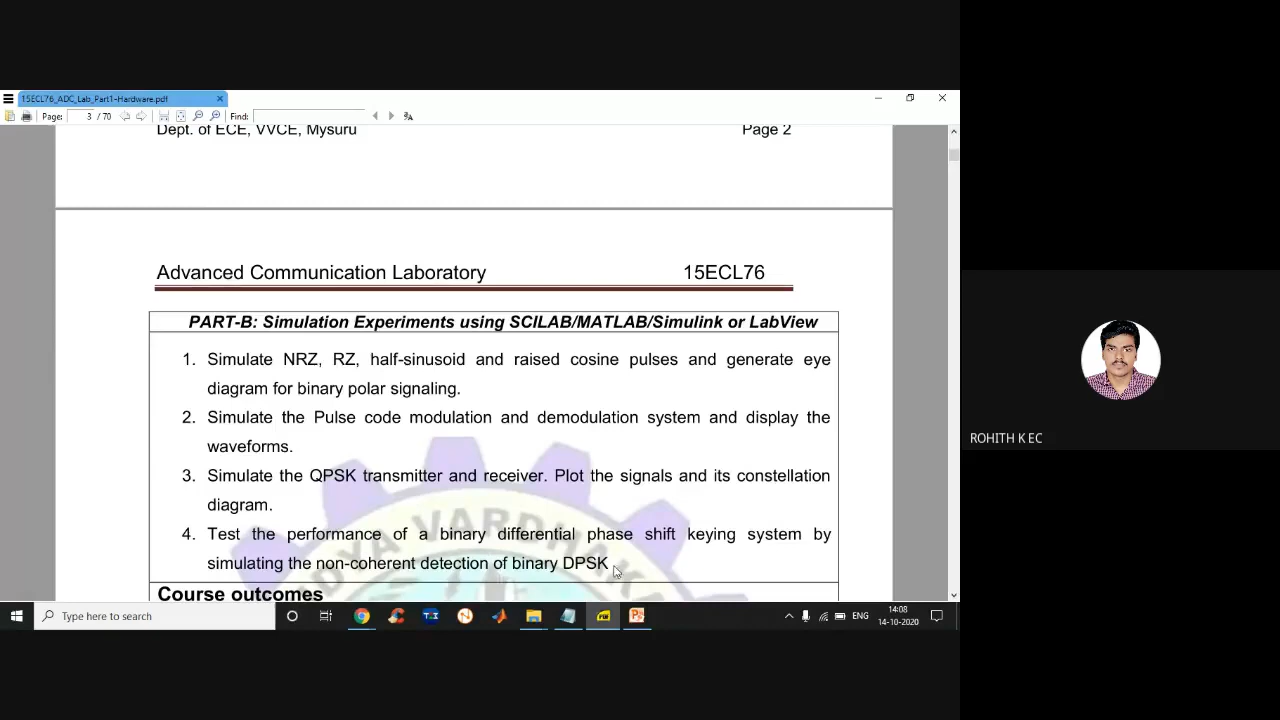 15ECL76_ADC_Lab_Part1-Hardware.pdf
Page: 3 / 70 Find:
Dept. of ECE, VVCE, Mysuru Page 2
Advanced Communication Laboratory 15ECL76
PART-B: Simulation Experiments using SCILAB/MATLAB/Simulink or LabView
1. Simulate NRZ, RZ, half-sinusoid and raised cosine pulses and generate eye
diagram for binary polar signaling.
2. Simulate the Pulse code modulation and demodulation system and display the
waveforms.
3. Simulate the QPSK transmitter and receiver. Plot the signals and its constellation
diagram.
4. Test the performance of a binary differential phase shift keying system by
simulating the non-coherent detection of binary DPSK
Course outcomes
ROHITH K EC
Type here to search
ENG
14:08
14-10-2020